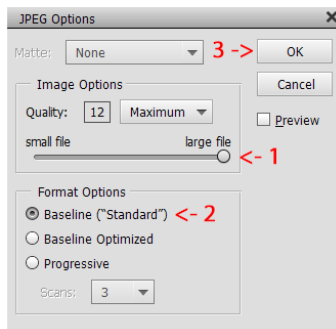 JPEG Options
Matte: None 3 -> OK
Image Options Cancel
Quality: 12 Maximum
Preview
small file large file
<- 1
Format Options
Baseline ("Standard") <- 2
Baseline Optimized
Progressive
Scans: 3